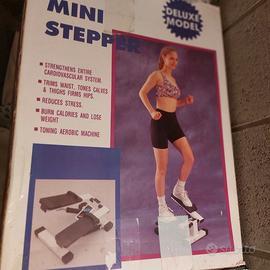 MINI
STEPPER
DELUXE
MODEL
■ STRENGTHENS ENTIRE
CARDIOVASCULAR SYSTEM.
■ TRIMS WAIST, TONES CALVES
& THIGHS FIRMS HIPS.
■ REDUCES STRESS.
■ BURN CALORIES AND LOSE
WEIGHT
■ TONING AEROBIC MACHINE
subito